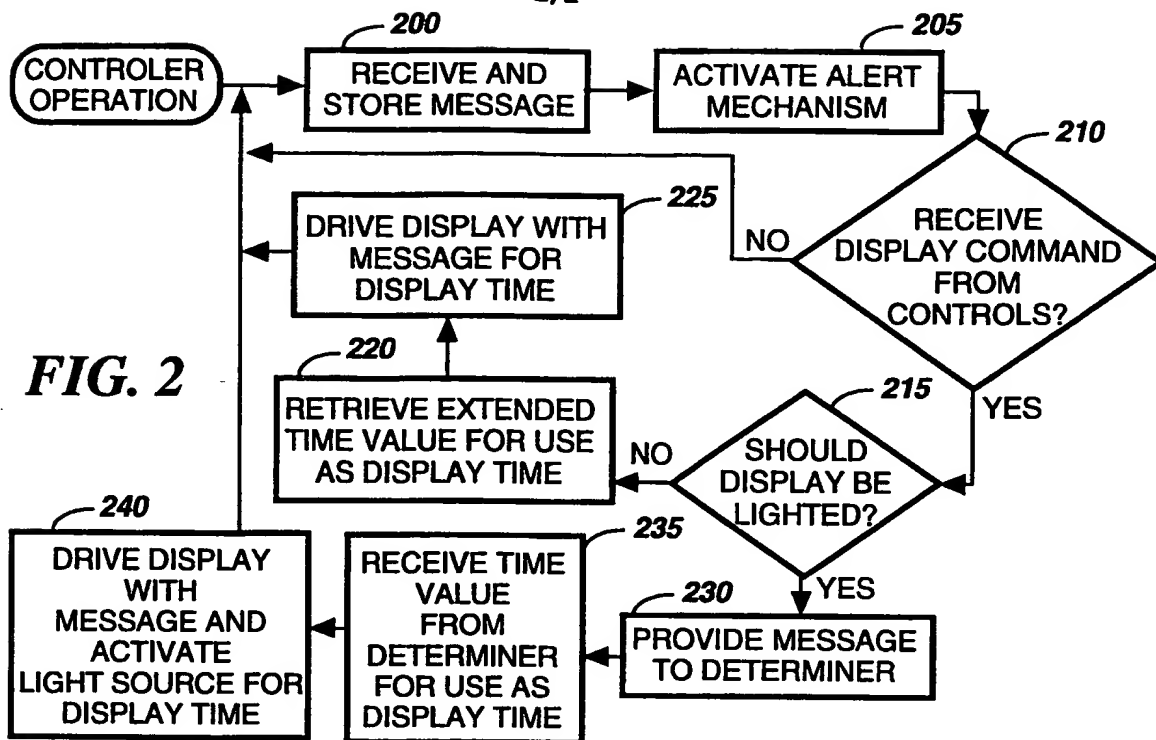 CONTROLER
OPERATION
200
RECEIVE AND
STORE MESSAGE
205
ACTIVATE ALERT
MECHANISM
210
RECEIVE
DISPLAY COMMAND
FROM
CONTROLS?
NO
YES
225
DRIVE DISPLAY WITH
MESSAGE FOR
DISPLAY TIME
FIG. 2
220
RETRIEVE EXTENDED
TIME VALUE FOR USE
AS DISPLAY TIME
215
SHOULD
DISPLAY BE
LIGHTED?
NO
YES
240
DRIVE DISPLAY
WITH
MESSAGE AND
ACTIVATE
LIGHT SOURCE FOR
DISPLAY TIME
235
RECEIVE TIME
VALUE
FROM
DETERMINER
FOR USE AS
DISPLAY TIME
230
PROVIDE MESSAGE
TO DETERMINER